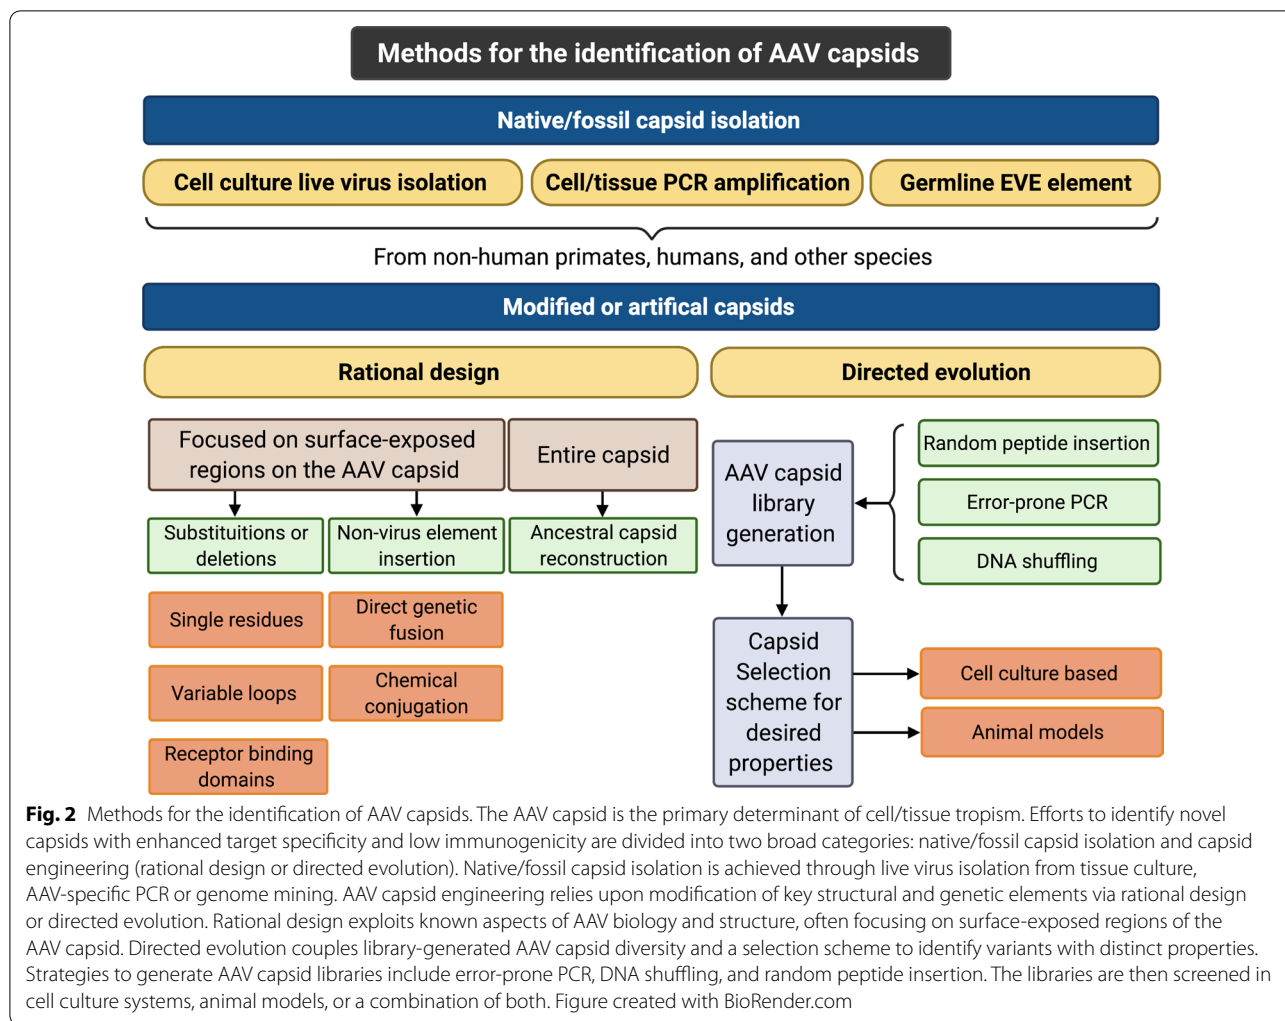 Methods for the identification of AAV capsids
Native/fossil capsid isolation
Cell culture live virus isolation
Cell/tissue PCR amplification
Germline EVE element
From non-human primates, humans, and other species
Modified or artifical capsids
Rational design
Directed evolution
Focused on surface-exposed
regions on the AAV capsid
Entire capsid
Substituitions or
deletions
Non-virus element
insertion
Ancestral capsid
reconstruction
Single residues
Direct genetic
fusion
Variable loops
Chemical
conjugation
Receptor binding
domains
AAV capsid
library
generation
Random peptide insertion
Error-prone PCR
DNA shuffling
Capsid
Selection
scheme for
desired
properties
Cell culture based
Animal models
Fig. 2 Methods for the identification of AAV capsids. The AAV capsid is the primary determinant of cell/tissue tropism. Efforts to identify novel
capsids with enhanced target specificity and low immunogenicity are divided into two broad categories: native/fossil capsid isolation and capsid
engineering (rational design or directed evolution). Native/fossil capsid isolation is achieved through live virus isolation from tissue culture,
AAV-specific PCR or genome mining. AAV capsid engineering relies upon modification of key structural and genetic elements via rational design
or directed evolution. Rational design exploits known aspects of AAV biology and structure, often focusing on surface-exposed regions of the
AAV capsid. Directed evolution couples library-generated AAV capsid diversity and a selection scheme to identify variants with distinct properties.
Strategies to generate AAV capsid libraries include error-prone PCR, DNA shuffling, and random peptide insertion. The libraries are then screened in
cell culture systems, animal models, or a combination of both. Figure created with BioRender.com